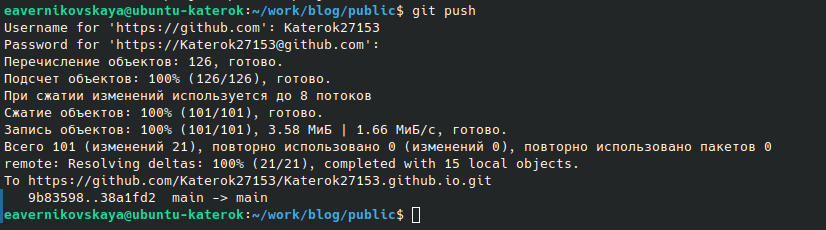 eavernikovskaya@ubuntu-katerok:~/work/blog/public$ git push
Username for 'https://github.com': Katerok27153
Password for 'https://Katerok27153@github.com':
Перечисление объектов: 126, готово.
Подсчет объектов: 100% (126/126), готово.
При сжатии изменений используется до 8 потоков
Сжатие объектов: 100% (101/101), готово.
Запись объектов: 100% (101/101), 3.58 МиБ | 1.66 МиБ/с, готово.
Всего 101 (изменений 21), повторно использовано 0 (изменений 0), повторно использовано пакетов 0
remote: Resolving deltas: 100% (21/21), completed with 15 local objects.
To https://github.com/Katerok27153/Katerok27153.github.io.git
   9b83598..38a1fd2  main -> main
eavernikovskaya@ubuntu-katerok:~/work/blog/public$